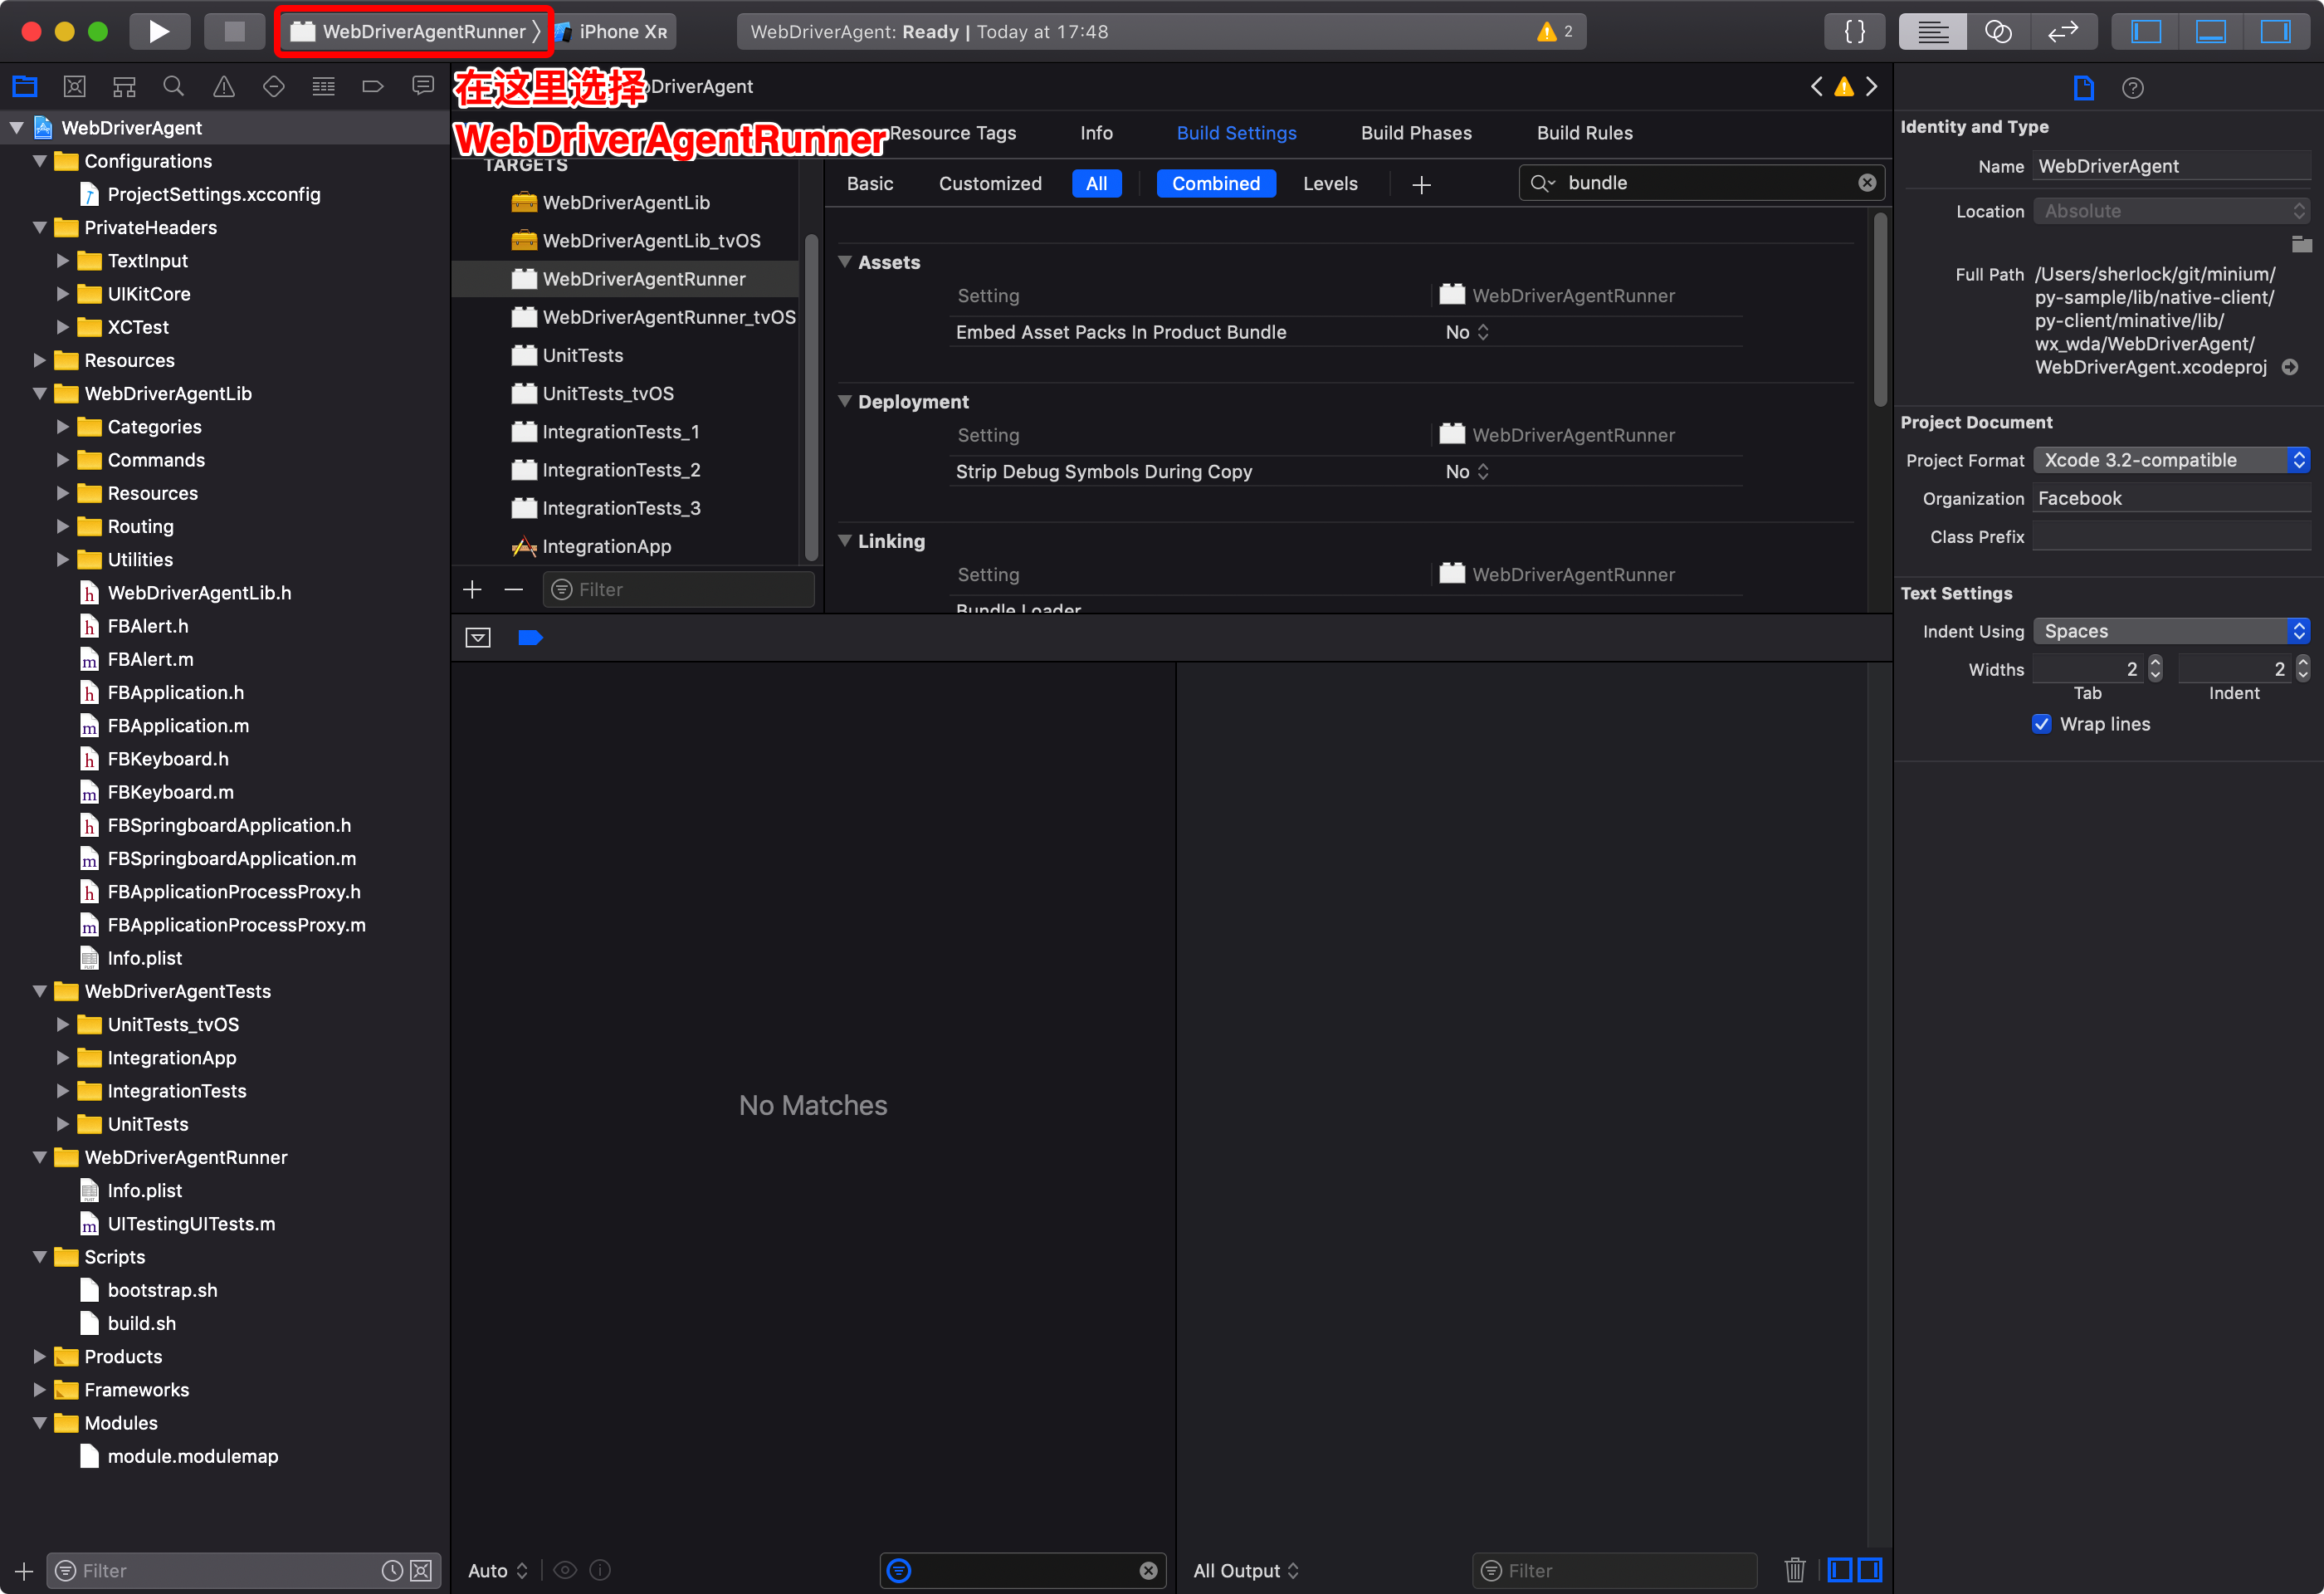 WebDriverAgentRunner
iPhone XR
WebDriverAgent: Ready | Today at 17:48
2
{ }
在这里选择
DriverAgent
WebDriverAgentRunner
Resource Tags
Info
Build Settings
Build Phases
Build Rules
WebDriverAgent
Configurations
ProjectSettings.xcconfig
PrivateHeaders
TextInput
UIKitCore
XCTest
Resources
WebDriverAgentLib
Categories
Commands
Resources
Routing
Utilities
WebDriverAgentLib.h
FBAlert.h
FBAlert.m
FBApplication.h
FBApplication.m
FBKeyboard.h
FBKeyboard.m
FBSpringboardApplication.h
FBSpringboardApplication.m
FBApplicationProcessProxy.h
FBApplicationProcessProxy.m
Info.plist
WebDriverAgentTests
UnitTests_tvOS
IntegrationApp
IntegrationTests
UnitTests
WebDriverAgentRunner
Info.plist
UITestingUITests.m
Scripts
bootstrap.sh
build.sh
Products
Frameworks
Modules
module.modulemap
Filter
TARGETS
WebDriverAgentLib
WebDriverAgentLib_tvOS
WebDriverAgentRunner
WebDriverAgentRunner_tvOS
UnitTests
UnitTests_tvOS
IntegrationTests_1
IntegrationTests_2
IntegrationTests_3
IntegrationApp
Filter
Basic
Customized
All
Combined
Levels
bundle
Assets
Setting
WebDriverAgentRunner
Embed Asset Packs In Product Bundle
No
Deployment
Setting
WebDriverAgentRunner
Strip Debug Symbols During Copy
No
Linking
Setting
WebDriverAgentRunner
Bundle Loader
No Matches
Auto
All Output
Filter
Identity and Type
Name WebDriverAgent
Location Absolute
Full Path /Users/sherlock/git/minium/
py-sample/lib/native-client/
py-client/minative/lib/
wx_wda/WebDriverAgent/
WebDriverAgent.xcodeproj
Project Document
Project Format Xcode 3.2-compatible
Organization Facebook
Class Prefix
Text Settings
Indent Using Spaces
Widths 2 2
Tab Indent
Wrap lines